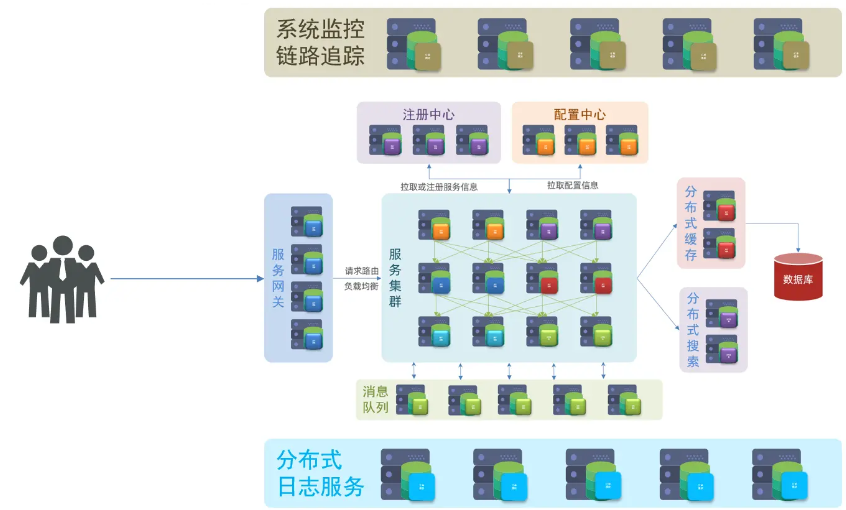 系统监控
链路追踪
注册中心
配置中心
拉取或注册服务信息
拉取配置信息
服务网关
请求路由
负载均衡
服务集群
分布式缓存
数据库
分布式搜索
消息
队列
分布式
日志服务